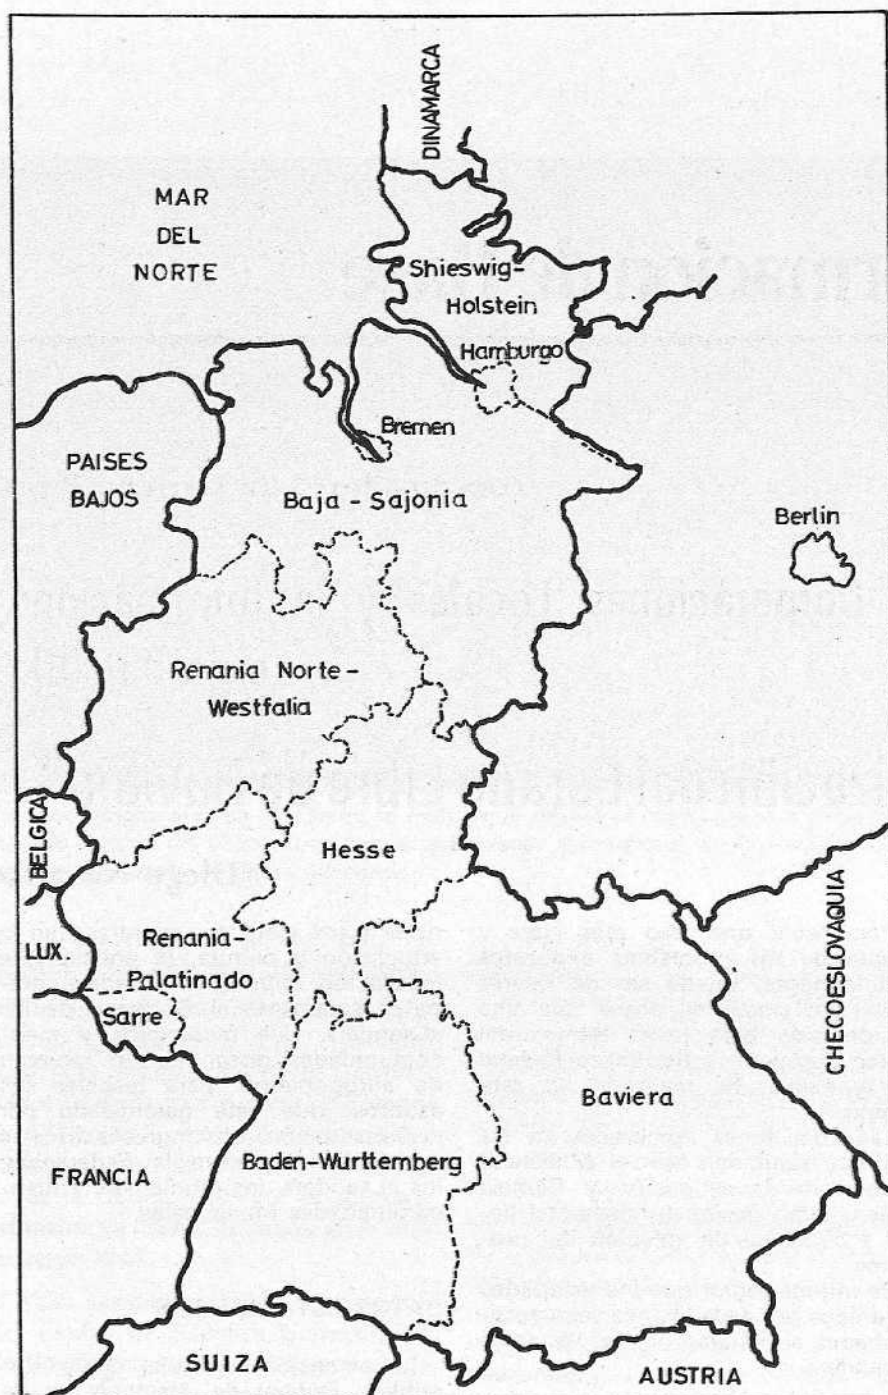 DINAMARCA
MAR
DEL
NORTE
Shieswig-
Holstein
Hamburgo
Bremen
PAISES
BAJOS
Baja - Sajonia
Berlin
Renania Norte -
Westfalia
BELGICA
Hesse
CHECOESLOVAQUIA
LUX.
Renania-
Palatinado
Sarre
Baviera
Baden-Wurttemberg
FRANCIA
SUIZA
AUSTRIA